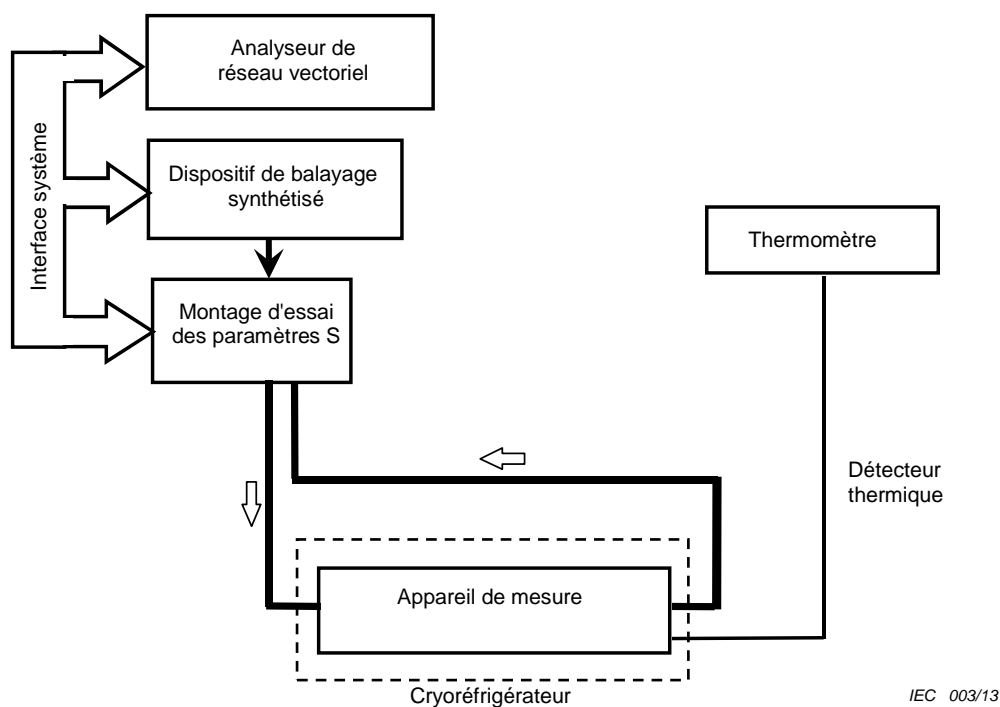 Analyseur de
réseau vectoriel
Interface système
Dispositif de balayage
synthétisé
Thermomètre
Montage d'essai
des paramètres S
Détecteur
thermique
Appareil de mesure
Cryoréfrigérateur
IEC 003/13